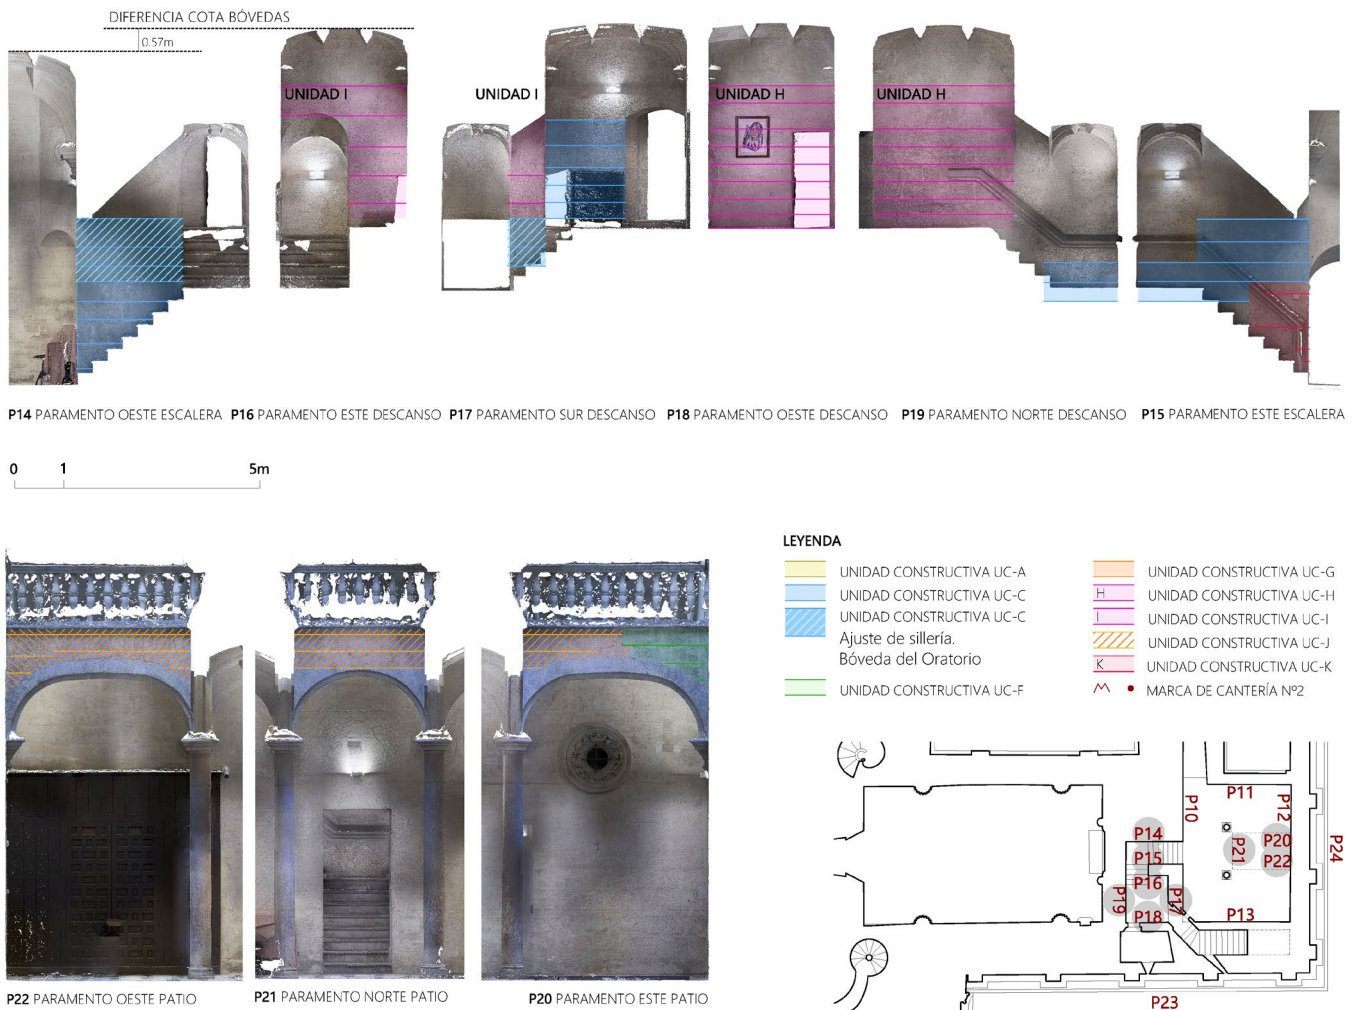 DIFERENCIA COTA BÓVEDAS
0.57m
UNIDAD I
UNIDAD I
UNIDAD H
UNIDAD H
P14 PARAMENTO OESTE ESCALERA
P16 PARAMENTO ESTE DESCANSO
P17 PARAMENTO SUR DESCANSO
P18 PARAMENTO OESTE DESCANSO
P19 PARAMENTO NORTE DESCANSO
P15 PARAMENTO ESTE ESCALERA
0 1 5m
LEYENDA
UNIDAD CONSTRUCTIVA UC-A
UNIDAD CONSTRUCTIVA UC-C
UNIDAD CONSTRUCTIVA UC-C
Ajuste de sillería.
Bóveda del Oratorio
UNIDAD CONSTRUCTIVA UC-F
UNIDAD CONSTRUCTIVA UC-G
H UNIDAD CONSTRUCTIVA UC-H
I UNIDAD CONSTRUCTIVA UC-I
UNIDAD CONSTRUCTIVA UC-J
K UNIDAD CONSTRUCTIVA UC-K
MARCA DE CANTERÍA Nº2
P22 PARAMENTO OESTE PATIO
P21 PARAMENTO NORTE PATIO
P20 PARAMENTO ESTE PATIO
P11
P10
P12
P14
P20
P21
P24
P15
P22
P16
P19
P17
P18
P13
P23